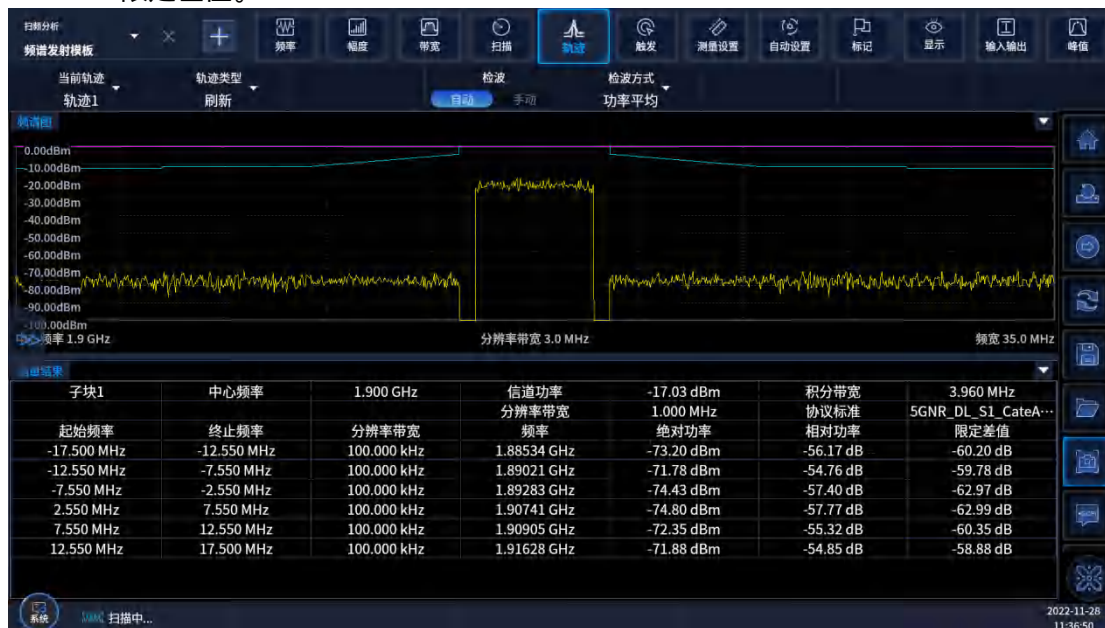 限定差值。
扫频分析
频谱发射模板
频率 幅度 带宽 扫描 轨迹 触发 测量设置 自动设置 标记 显示 输入输出 峰值
当前轨迹 轨迹类型 检波 检波方式
轨迹1 刷新 自动 手动 功率平均
频谱图
0.00dBm
-10.00dBm
-20.00dBm
-30.00dBm
-40.00dBm
-50.00dBm
-60.00dBm
-70.00dBm
-80.00dBm
-90.00dBm
-100.00dBm
频率 1.9 GHz 分辨率带宽 3.0 MHz 频宽 35.0 MHz
结果
子块1 中心频率 1.900 GHz 信道功率 -17.03 dBm 积分带宽 3.960 MHz
分辨率带宽 1.000 MHz 协议标准 5GNR_DL_S1_CateA…
起始频率 终止频率 分辨率带宽 频率 绝对功率 相对功率 限定差值
-17.500 MHz -12.550 MHz 100.000 kHz 1.88534 GHz -73.20 dBm -56.17 dB -60.20 dB
-12.550 MHz -7.550 MHz 100.000 kHz 1.89021 GHz -71.78 dBm -54.76 dB -59.78 dB
-7.550 MHz -2.550 MHz 100.000 kHz 1.89283 GHz -74.43 dBm -57.40 dB -62.97 dB
2.550 MHz 7.550 MHz 100.000 kHz 1.90741 GHz -74.80 dBm -57.77 dB -62.99 dB
7.550 MHz 12.550 MHz 100.000 kHz 1.90905 GHz -72.35 dBm -55.32 dB -60.35 dB
12.550 MHz 17.500 MHz 100.000 kHz 1.91628 GHz -71.88 dBm -54.85 dB -58.88 dB
系统 扫描中...
2022-11-28
11:36:50